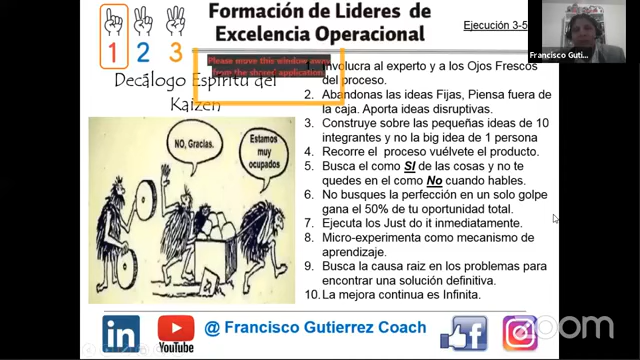 Formación de Lideres de
Excelencia Operacional
Ejecución 3-5
1
2
3
Francisco Guti...
Please move this window away
from the shared application
Decálogo Espíritu del
Kaizen
NO, Gracias.
Estamos
muy
ocupados
1. Involucra al experto y a los Ojos Frescos
del proceso.
2. Abandonas las ideas Fijas, Piensa fuera de
la caja. Aporta ideas disruptivas.
3. Construye sobre las pequeñas ideas de 10
integrantes y no la big idea de 1 persona
4. Recorre el proceso vuélvete el producto.
5. Busca el como SI de las cosas y no te
quedes en el como No cuando hables.
6. No busques la perfección en un solo golpe
gana el 50% de tu oportunidad total.
7. Ejecuta los Just do it inmediatamente.
8. Micro-experimenta como mecanismo de
aprendizaje.
9. Busca la causa raiz en los problemas para
encontrar una solución definitiva.
10. La mejora continua es Infinita.
in
YouTube
@ Francisco Gutierrez Coach
f
zoom